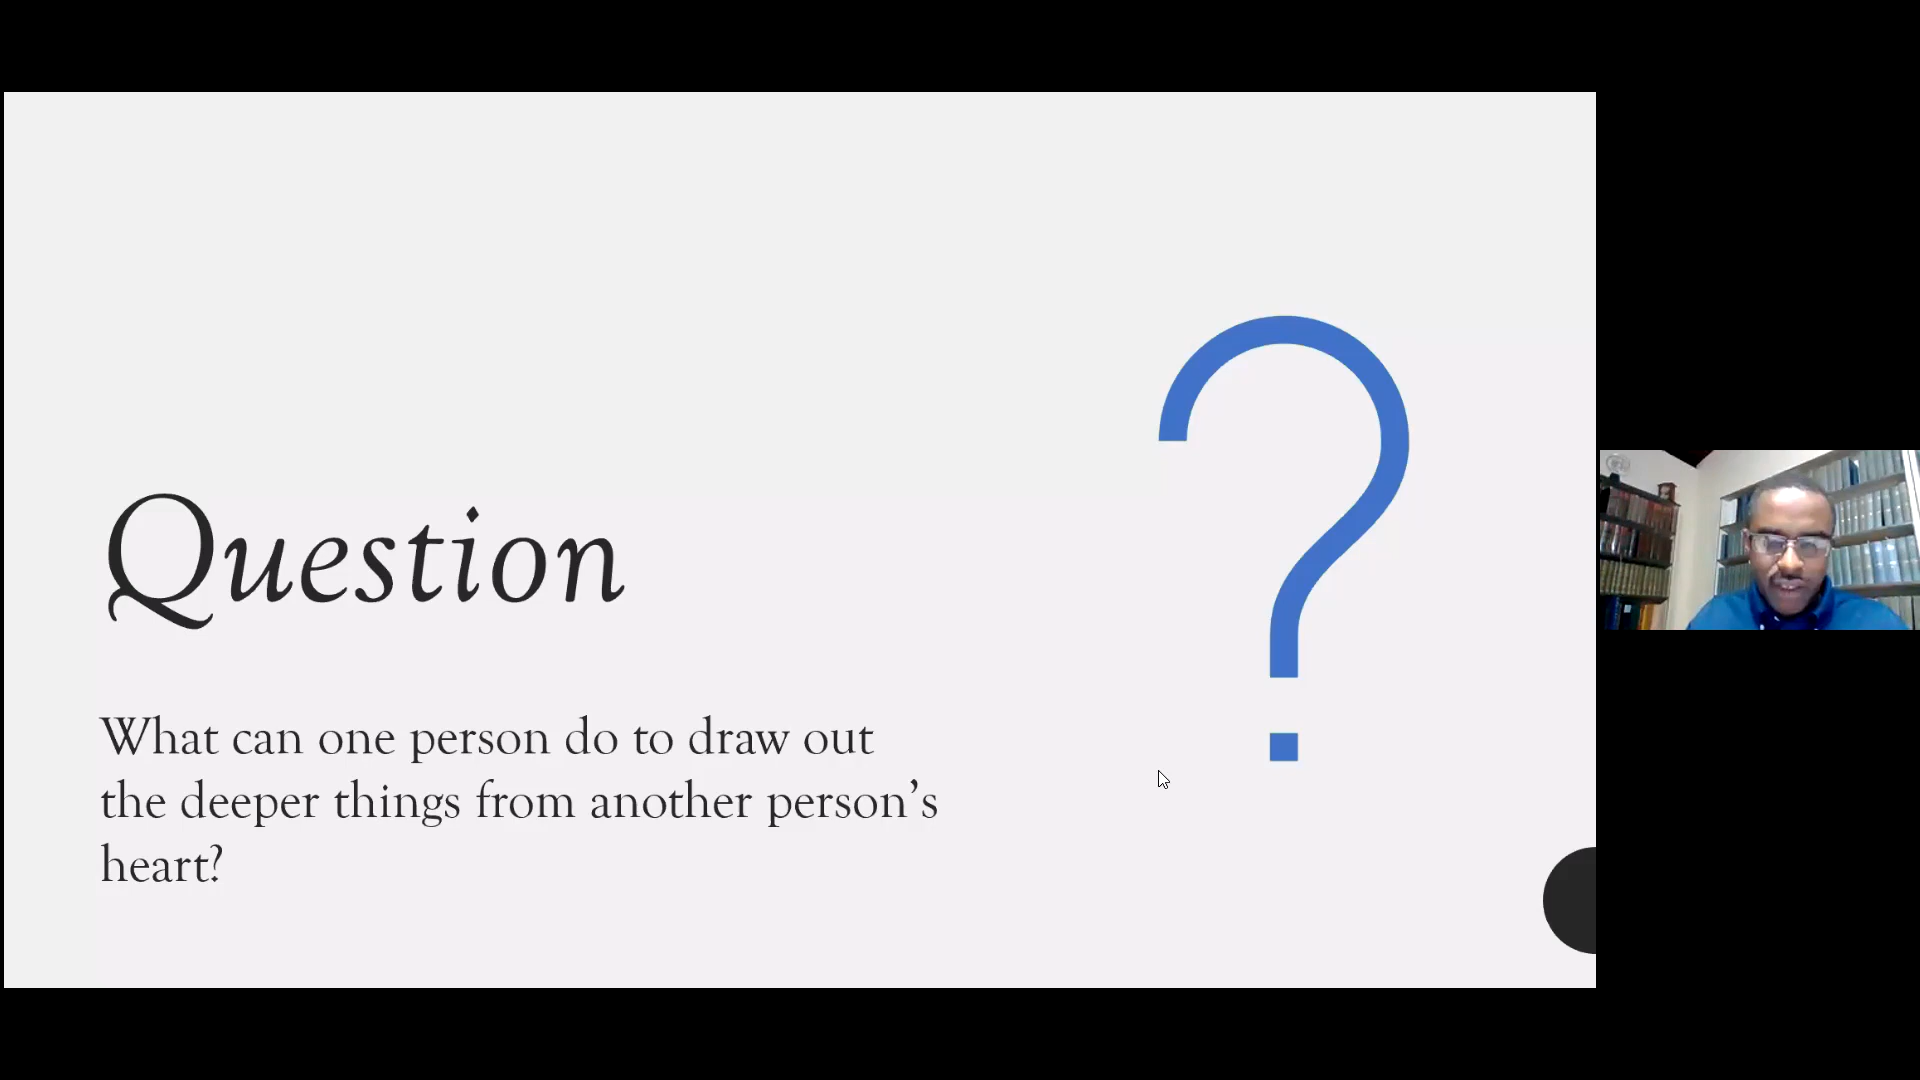 Question
What can one person do to draw out
the deeper things from another person’s
heart?